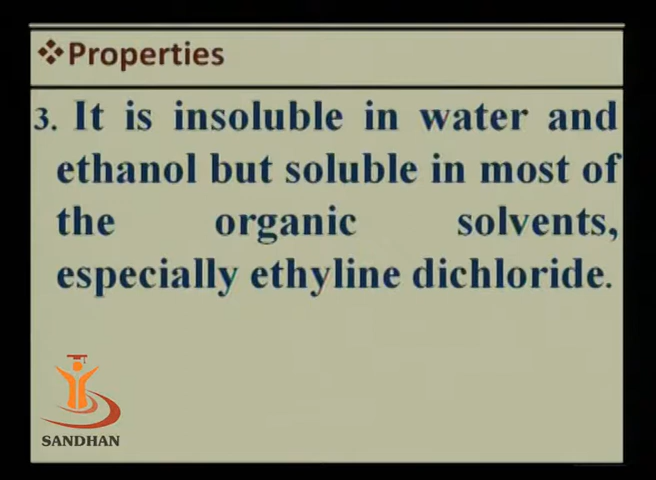 ❖Properties
3. It is insoluble in water and
ethanol but soluble in most of
the organic solvents,
especially ethyline dichloride.
SANDHAN